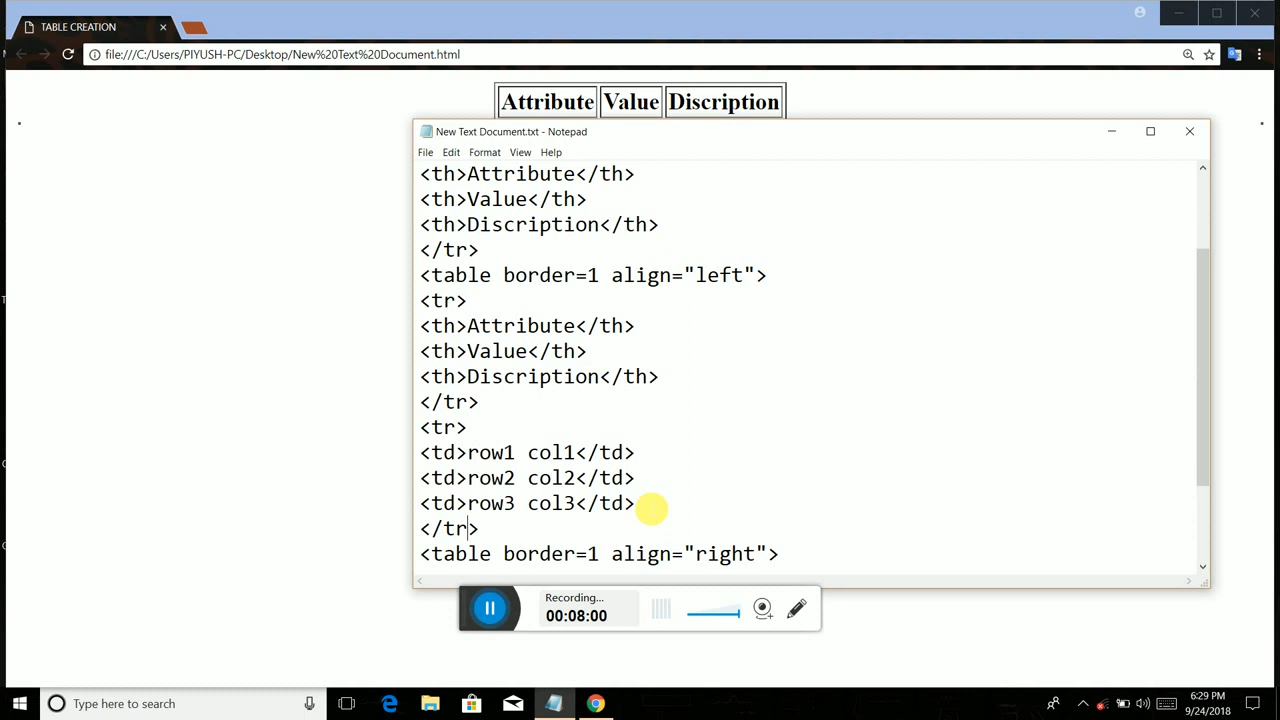 TABLE CREATION
file:///C:/Users/PIYUSH-PC/Desktop/New%20Text%20Document.html
Attribute Value Discription
New Text Document.txt - Notepad
File Edit Format View Help
<th>Attribute</th>
<th>Value</th>
<th>Discription</th>
</tr>
<table border=1 align="left">
<tr>
<th>Attribute</th>
<th>Value</th>
<th>Discription</th>
</tr>
<tr>
<td>row1 col1</td>
<td>row2 col2</td>
<td>row3 col3</td>
</tr>
<table border=1 align="right">
Recording...
00:08:00
Type here to search
6:29 PM
9/24/2018